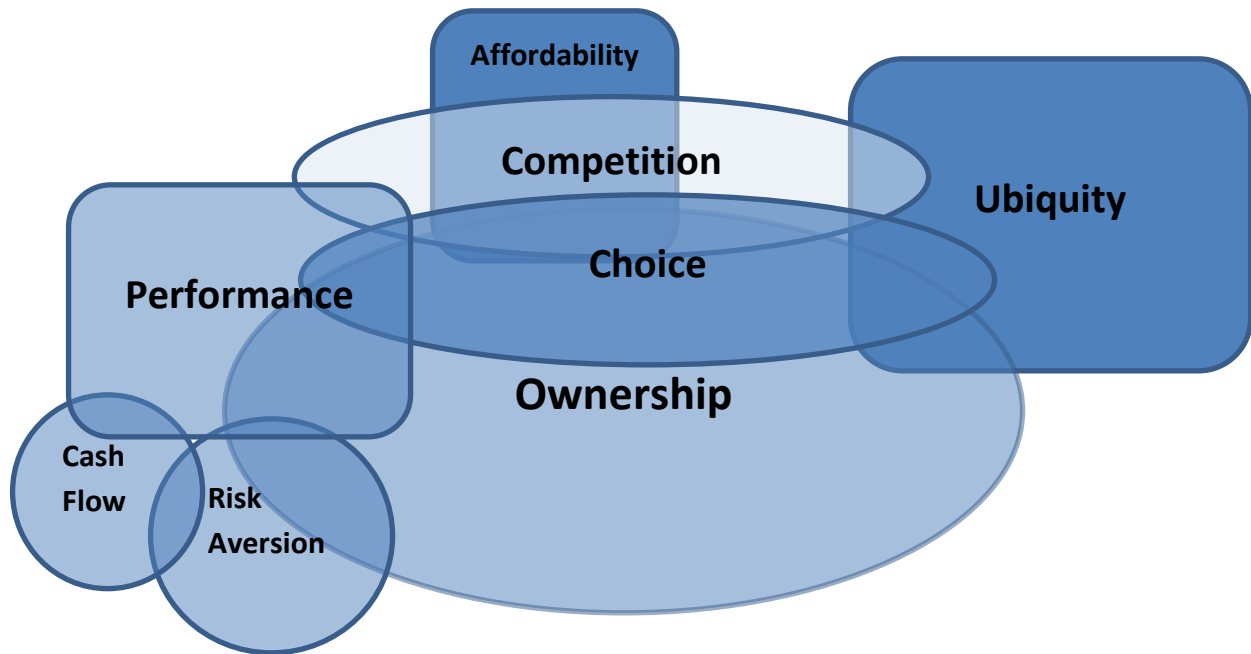 Affordability
Competition
Ubiquity
Choice
Performance
Ownership
Cash
Flow
Risk
Aversion